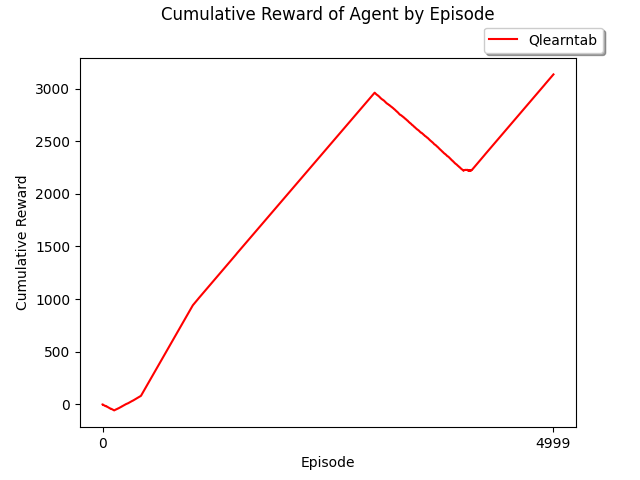 Cumulative Reward of Agent by Episode
Qlearntab
3000
2500
2000
1500
1000
500
0
Cumulative Reward
0
4999
Episode